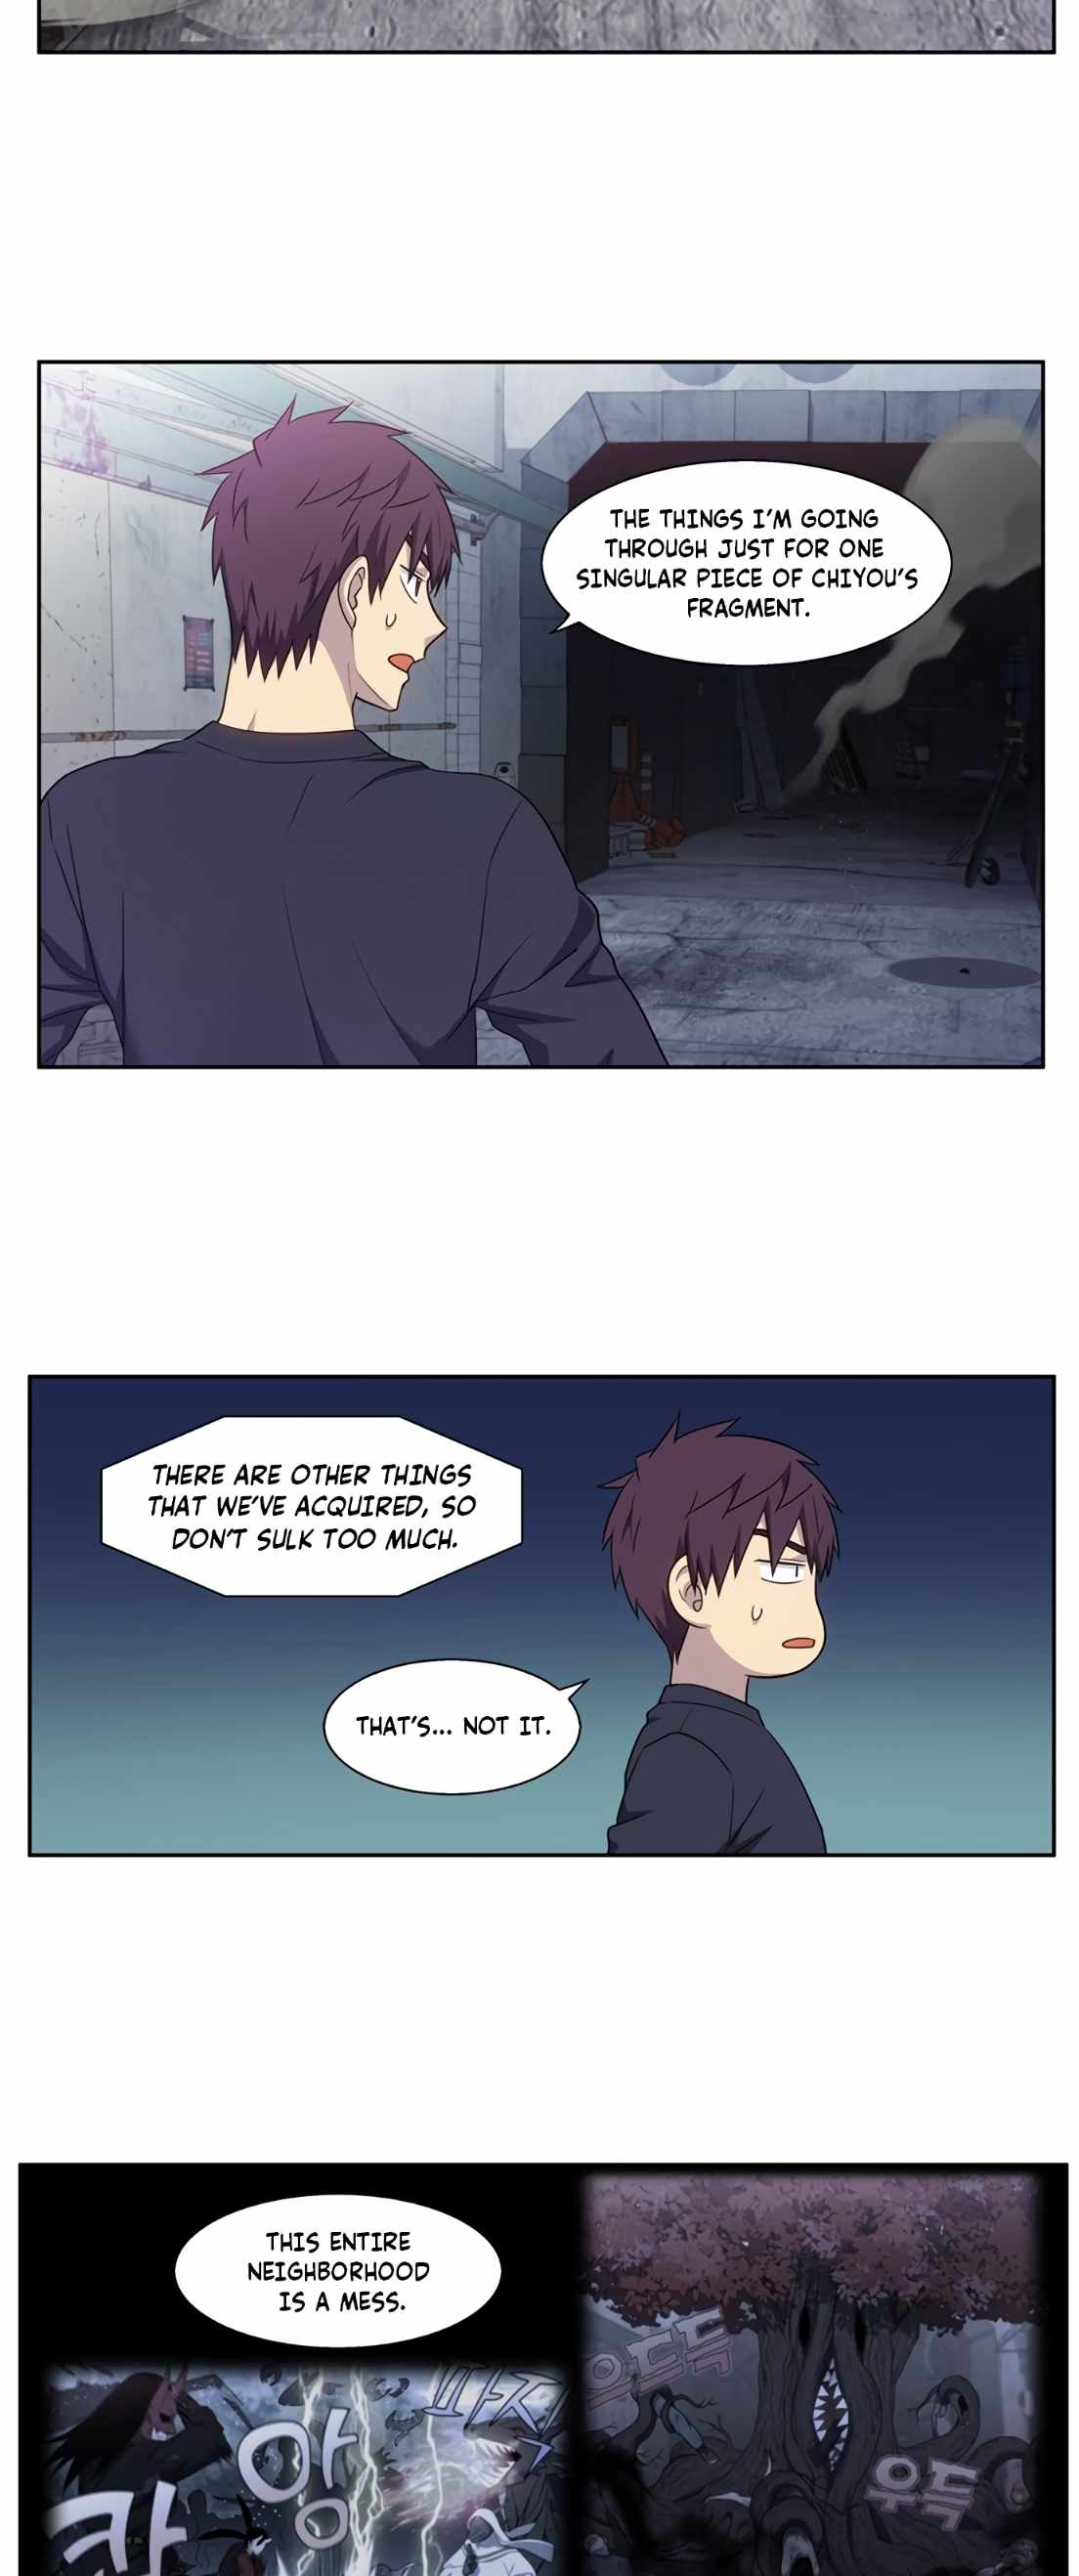 THE THINGS I'M GOING
THROUGH JUST FOR ONE
SINGULAR PIECE OF CHIYOU'S
FRAGMENT.
THERE ARE OTHER THINGS
THAT WE'VE ACQUIRED, SO
DON'T SULK TOO MUCH.
THAT'S... NOT IT.
THIS ENTIRE
NEIGHBORHOOD
IS A MESS.
우드득
파지
앙
우득